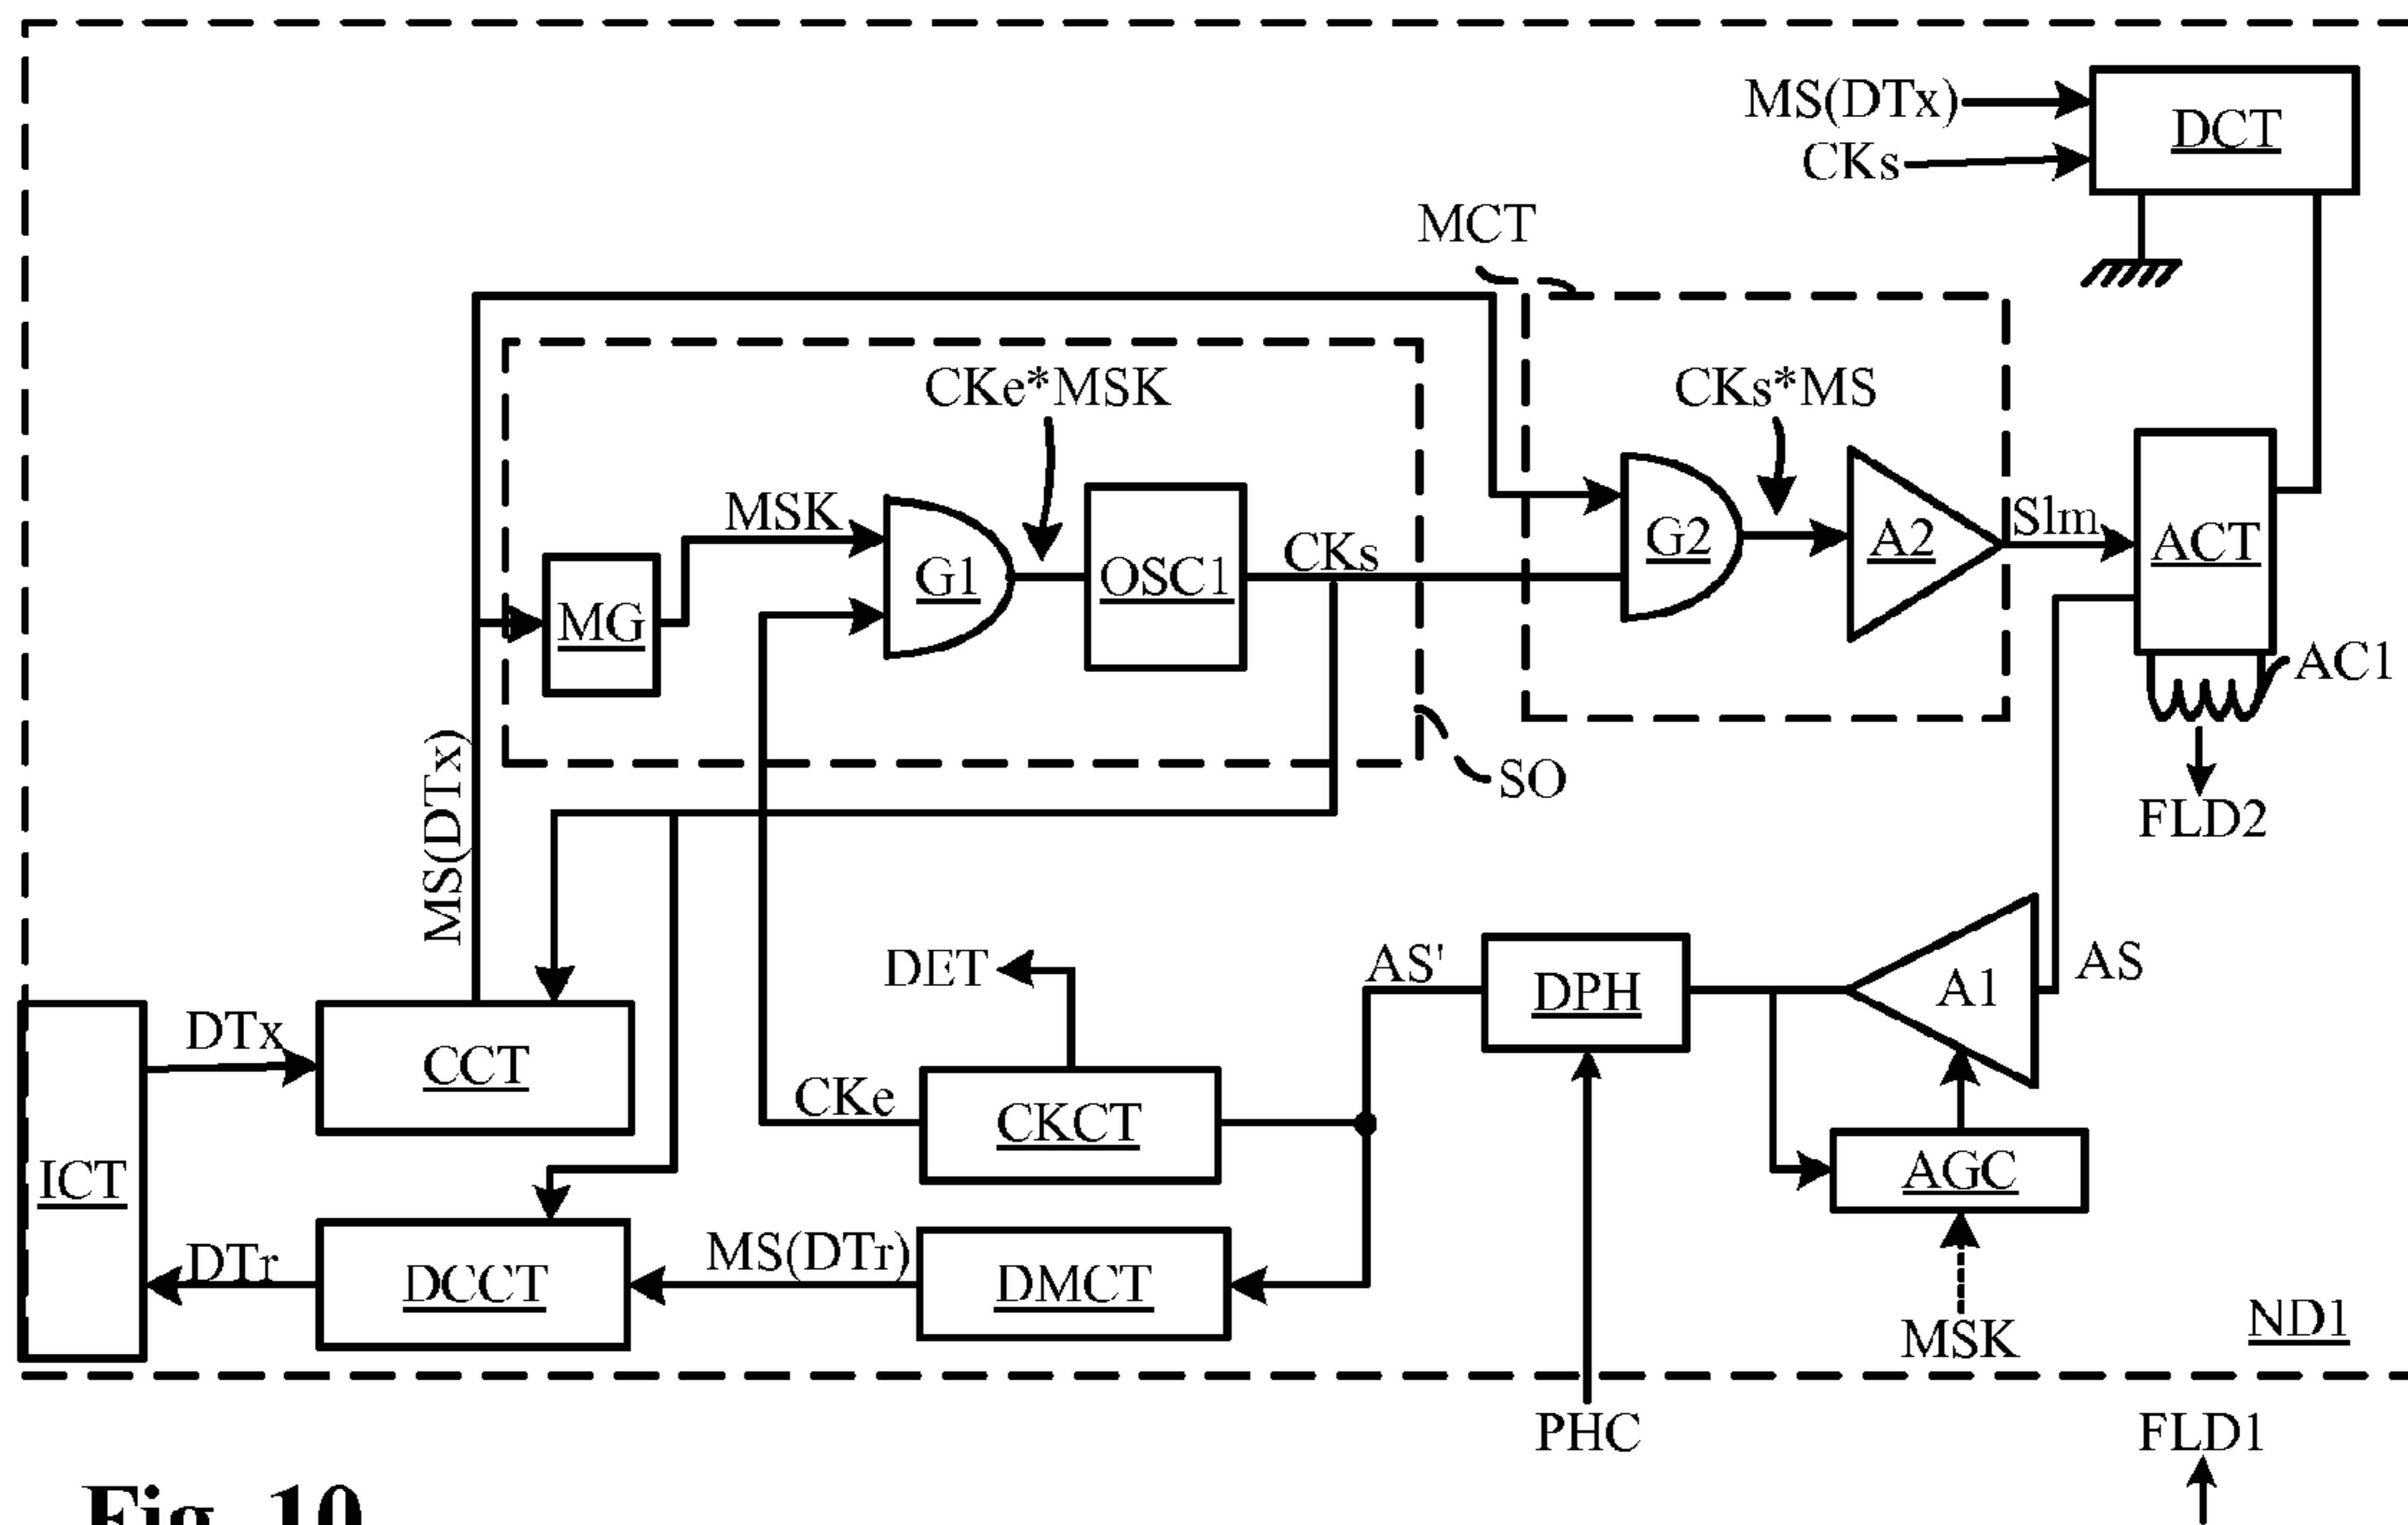 MS(DTx)
DCT
CKs
MCT
CKe*MSK
CKs*MS
MSK
G1
OSC1
CKs
G2
A2
Slm
ACT
MG
AC1
SO
FLD2
MS(DTx)
DET
AS'
DPH
A1
AS
DTx
CCT
CKe
CKCT
ICT
AGC
DTr
DCCT
MS(DTr)
DMCT
MSK
ND1
PHC
FLD1
Fig. 10